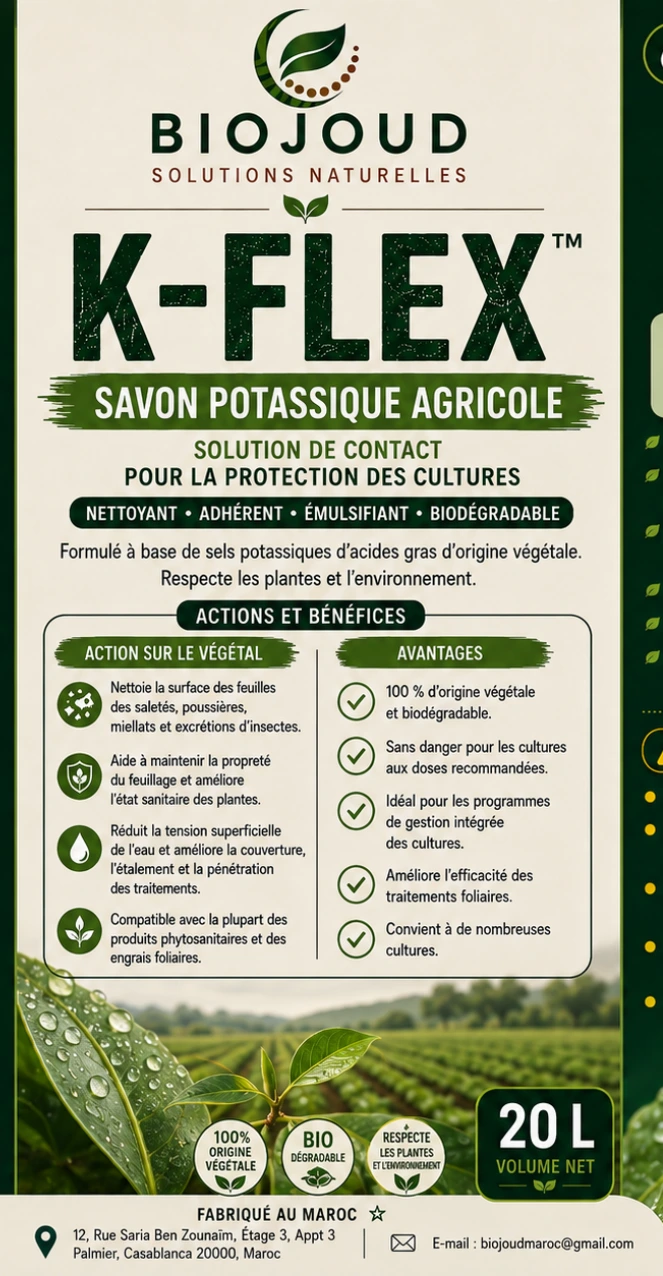 BIOJOUD
SOLUTIONS NATURELLES
K-FLEX™
SAVON POTASSIQUE AGRICOLE
SOLUTION DE CONTACT
POUR LA PROTECTION DES CULTURES
NETTOYANT • ADHÉRENT • ÉMULSIFIANT • BIODÉGRADABLE
Formulé à base de sels potassiques d'acides gras d'origine végétale.
Respecte les plantes et l'environnement.
ACTIONS ET BÉNÉFICES
ACTION SUR LE VÉGÉTAL
Nettoie la surface des feuilles
des saletés, poussières,
miellats et excrétions d'insectes.
Aide à maintenir la propreté
du feuillage et améliore
l'état sanitaire des plantes.
Réduit la tension superficielle
de l'eau et améliore la couverture,
l'étalement et la pénétration
des traitements.
Compatible avec la plupart des
produits phytosanitaires et des
engrais foliaires.
AVANTAGES
100 % d'origine végétale
et biodégradable.
Sans danger pour les cultures
aux doses recommandées.
Idéal pour les programmes
de gestion intégrée
des cultures.
Améliore l'efficacité des
traitements foliaires.
Convient à de nombreuses
cultures.
100%
ORIGINE
VÉGÉTALE
BIO
DÉGRADABLE
RESPECTE
LES PLANTES
ET L'ENVIRONNEMENT
20 L
VOLUME NET
FABRIQUÉ AU MAROC
12, Rue Saria Ben Zounaïm, Étage 3, Appt 3
Palmier, Casablanca 20000, Maroc
E-mail : biojoudmaroc@gmail.com